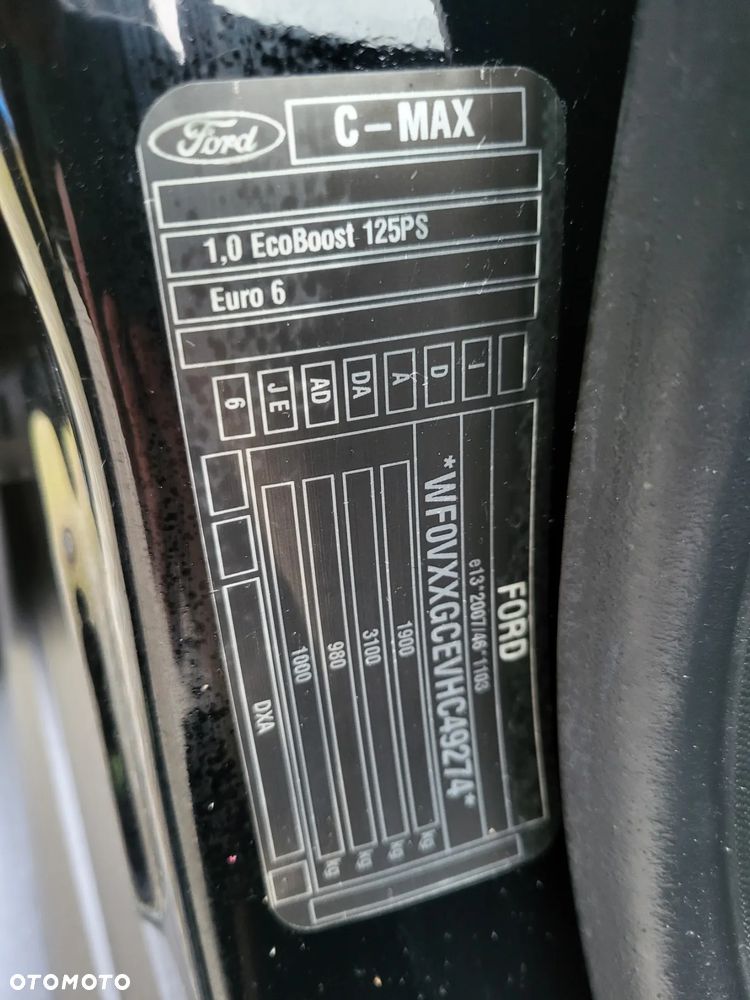 Ford
C-MAX
1,0 EcoBoost 125PS
Euro 6
6 JE AD DA A D I
FORD
e13*2007/46*1103
*WF0VXXGCEVHC49274*
1900 kg
3100 kg
980 kg
1000
DXA
OTOMOTO